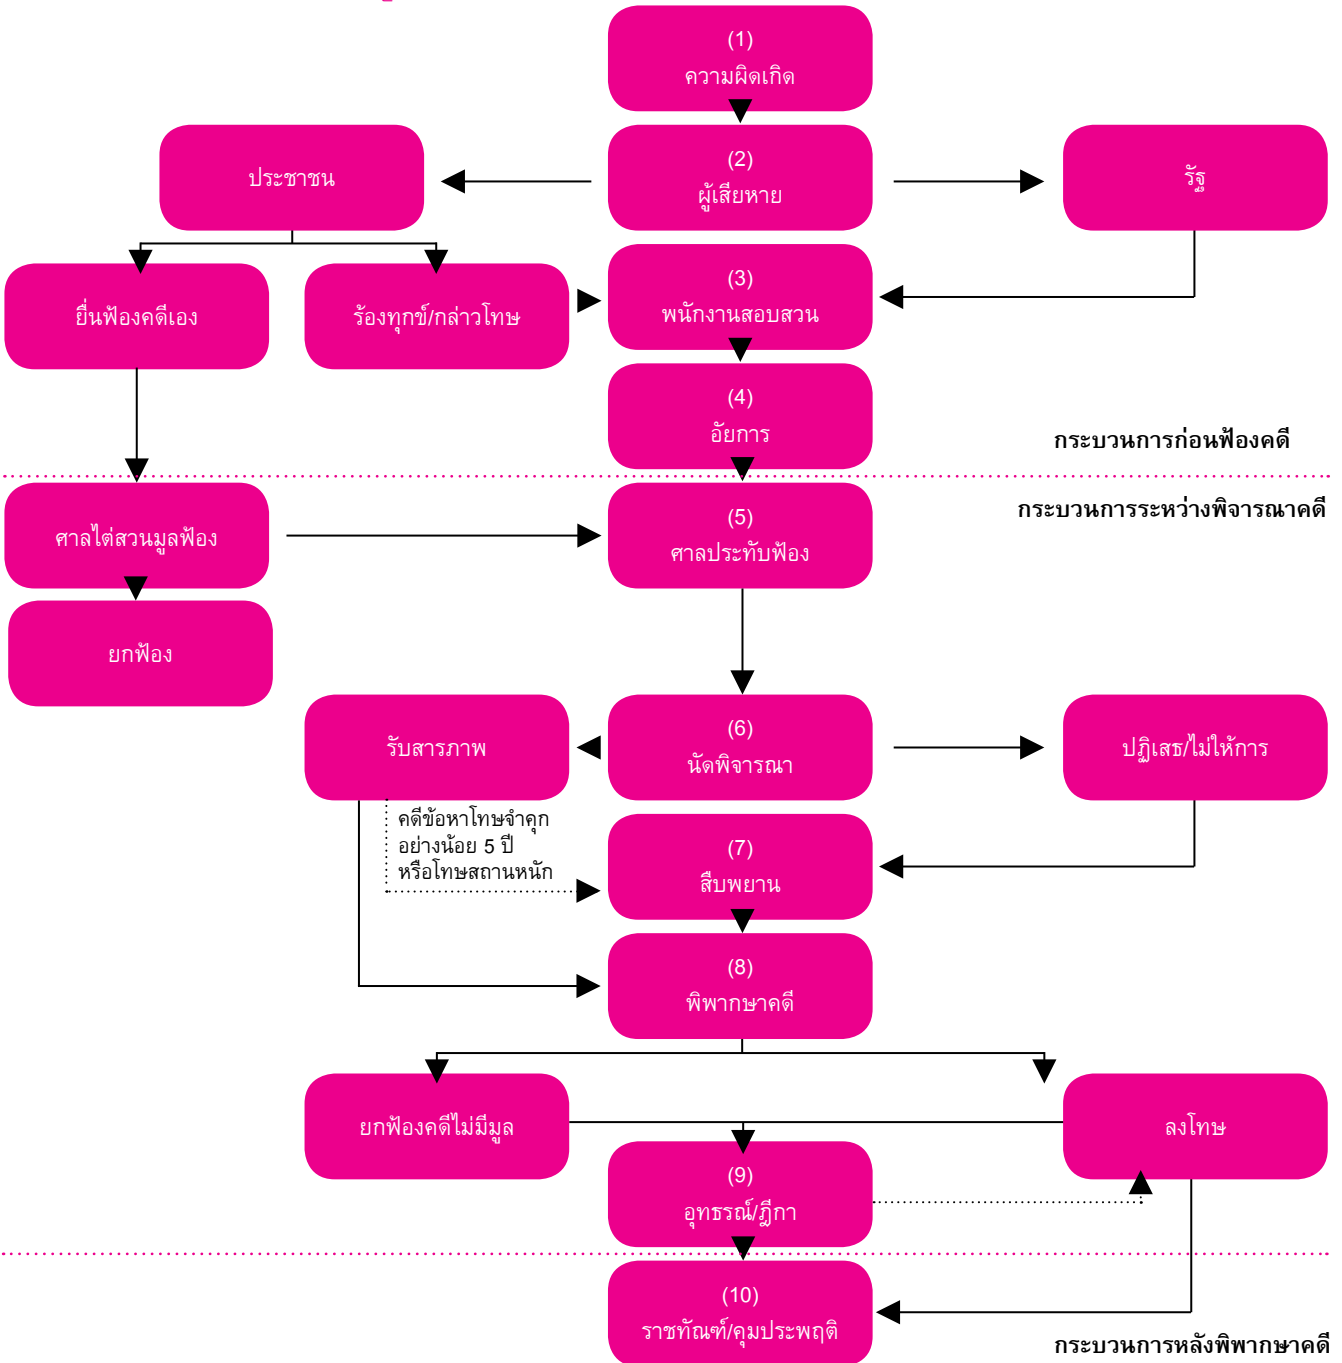 (1)
ความผิดเกิด
ประชาชน
(2)
ผู้เสียหาย
รัฐ
ยื่นฟ้องคดีเอง
ร้องทุกข์/กล่าวโทษ
(3)
พนักงานสอบสวน
(4)
อัยการ
กระบวนการก่อนฟ้องคดี
กระบวนการระหว่างพิจารณาคดี
ศาลไต่สวนมูลฟ้อง
(5)
ศาลประทับฟ้อง
ยกฟ้อง
รับสารภาพ
(6)
นัดพิจารณา
ปฏิเสธ/ไม่ให้การ
คดีข้อหาโทษจำคุก
อย่างน้อย 5 ปี
หรือโทษสถานหนัก
(7)
สืบพยาน
(8)
พิพากษาคดี
ยกฟ้องคดีไม่มีมูล
ลงโทษ
(9)
อุทธรณ์/ฎีกา
(10)
ราชทัณฑ์/คุมประพฤติ
กระบวนการหลังพิพากษาคดี